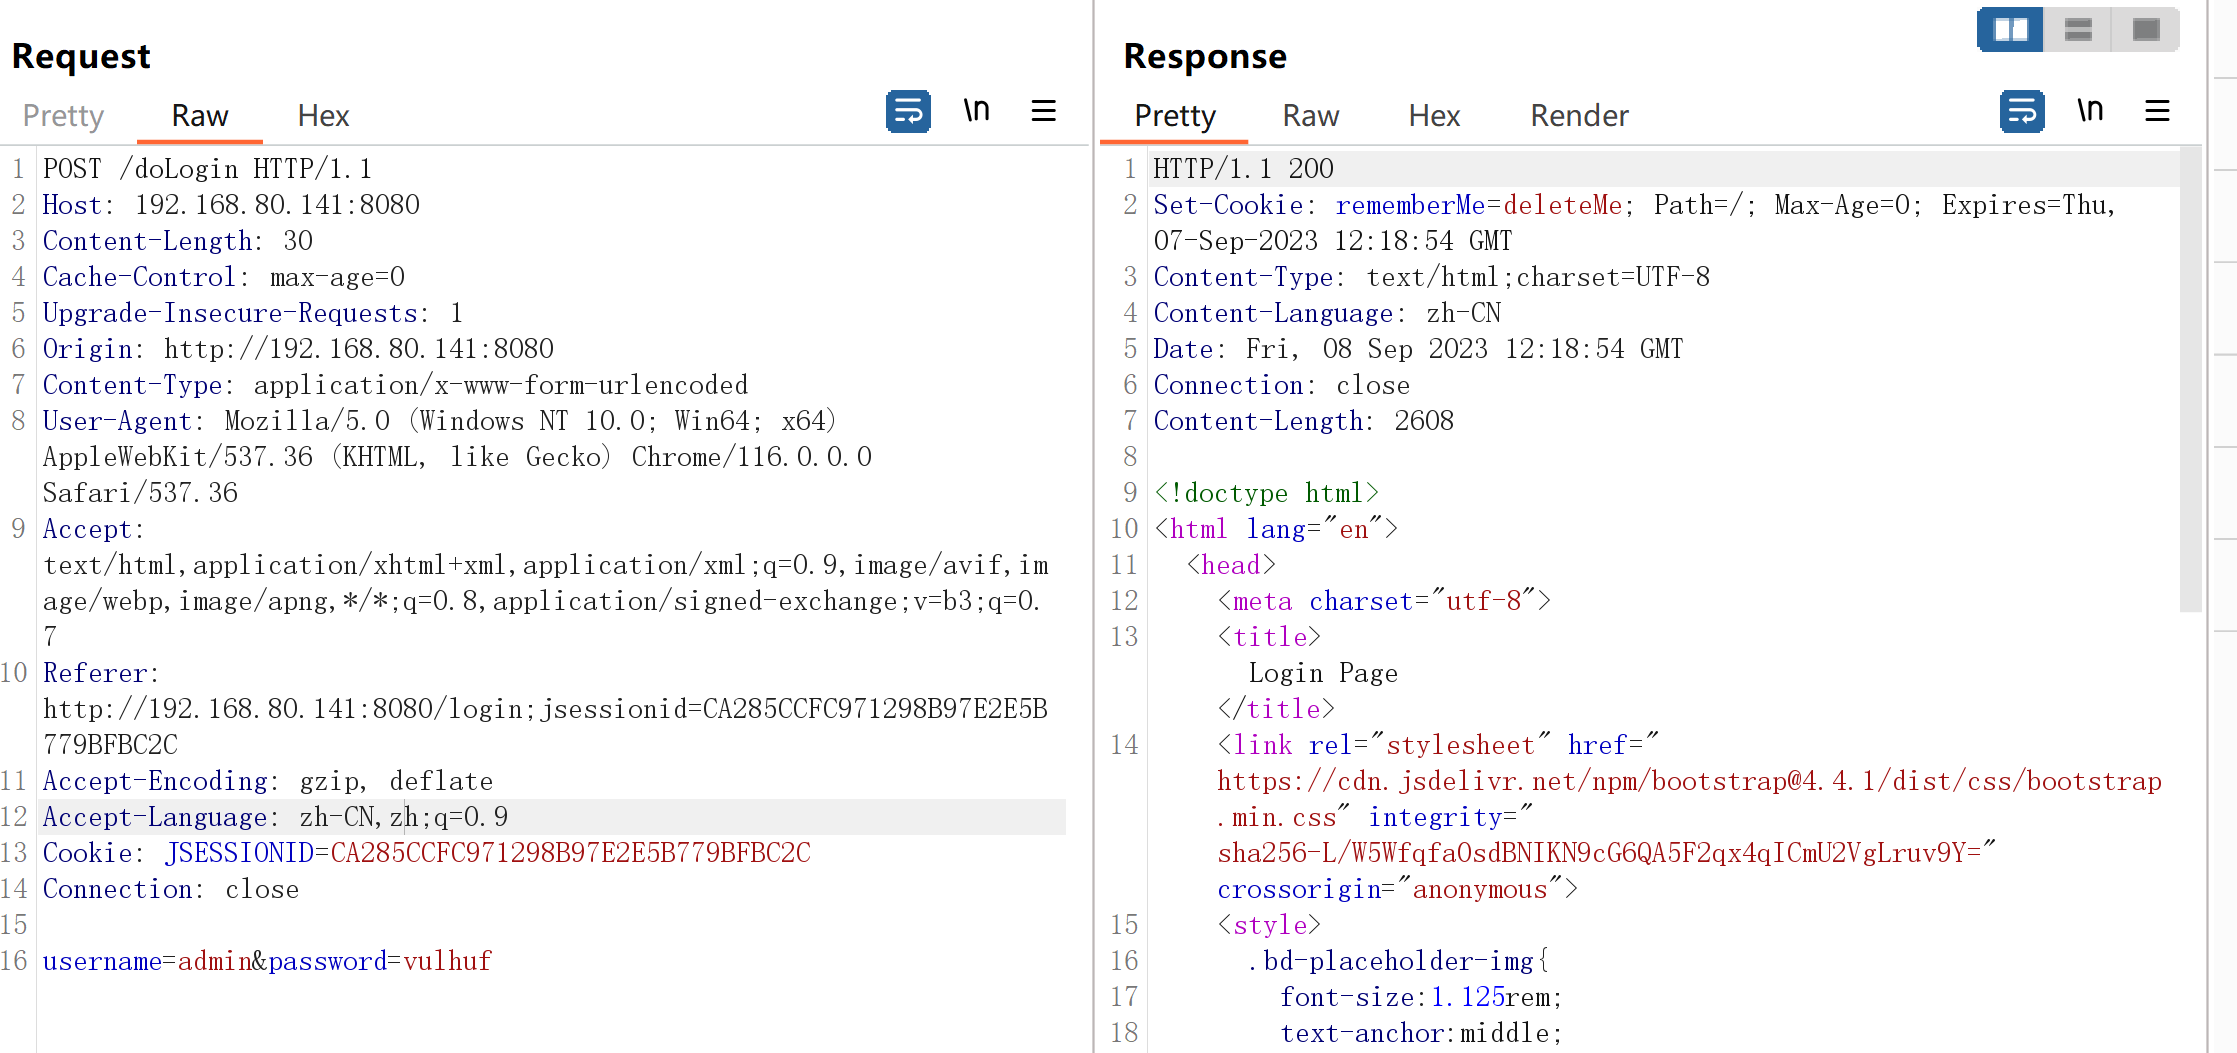 Request
Pretty Raw Hex \n
1 POST /doLogin HTTP/1.1
2 Host: 192.168.80.141:8080
3 Content-Length: 30
4 Cache-Control: max-age=0
5 Upgrade-Insecure-Requests: 1
6 Origin: http://192.168.80.141:8080
7 Content-Type: application/x-www-form-urlencoded
8 User-Agent: Mozilla/5.0 (Windows NT 10.0; Win64; x64)
AppleWebKit/537.36 (KHTML, like Gecko) Chrome/116.0.0.0
Safari/537.36
9 Accept:
text/html,application/xhtml+xml,application/xml;q=0.9,image/avif,im
age/webp,image/apng,*/*;q=0.8,application/signed-exchange;v=b3;q=0.
7
10 Referer:
http://192.168.80.141:8080/login;jsessionid=CA285CCFC971298B97E2E5B
779BFBC2C
11 Accept-Encoding: gzip, deflate
12 Accept-Language: zh-CN,zh;q=0.9
13 Cookie: JSESSIONID=CA285CCFC971298B97E2E5B779BFBC2C
14 Connection: close
15
16 username=admin&password=vulhuf
Response
Pretty Raw Hex Render \n
1 HTTP/1.1 200
2 Set-Cookie: rememberMe=deleteMe; Path=/; Max-Age=0; Expires=Thu,
07-Sep-2023 12:18:54 GMT
3 Content-Type: text/html;charset=UTF-8
4 Content-Language: zh-CN
5 Date: Fri, 08 Sep 2023 12:18:54 GMT
6 Connection: close
7 Content-Length: 2608
8
9 <!doctype html>
10 <html lang="en">
11 <head>
12 <meta charset="utf-8">
13 <title>
Login Page
</title>
14 <link rel="stylesheet" href="
https://cdn.jsdelivr.net/npm/bootstrap@4.4.1/dist/css/bootstrap
.min.css" integrity="
sha256-L/W5WfqfaOsdBNIKN9cG6QA5F2qx4qICmU2VgLruv9Y="
crossorigin="anonymous">
15 <style>
16 .bd-placeholder-img{
17 font-size:1.125rem;
18 text-anchor:middle;